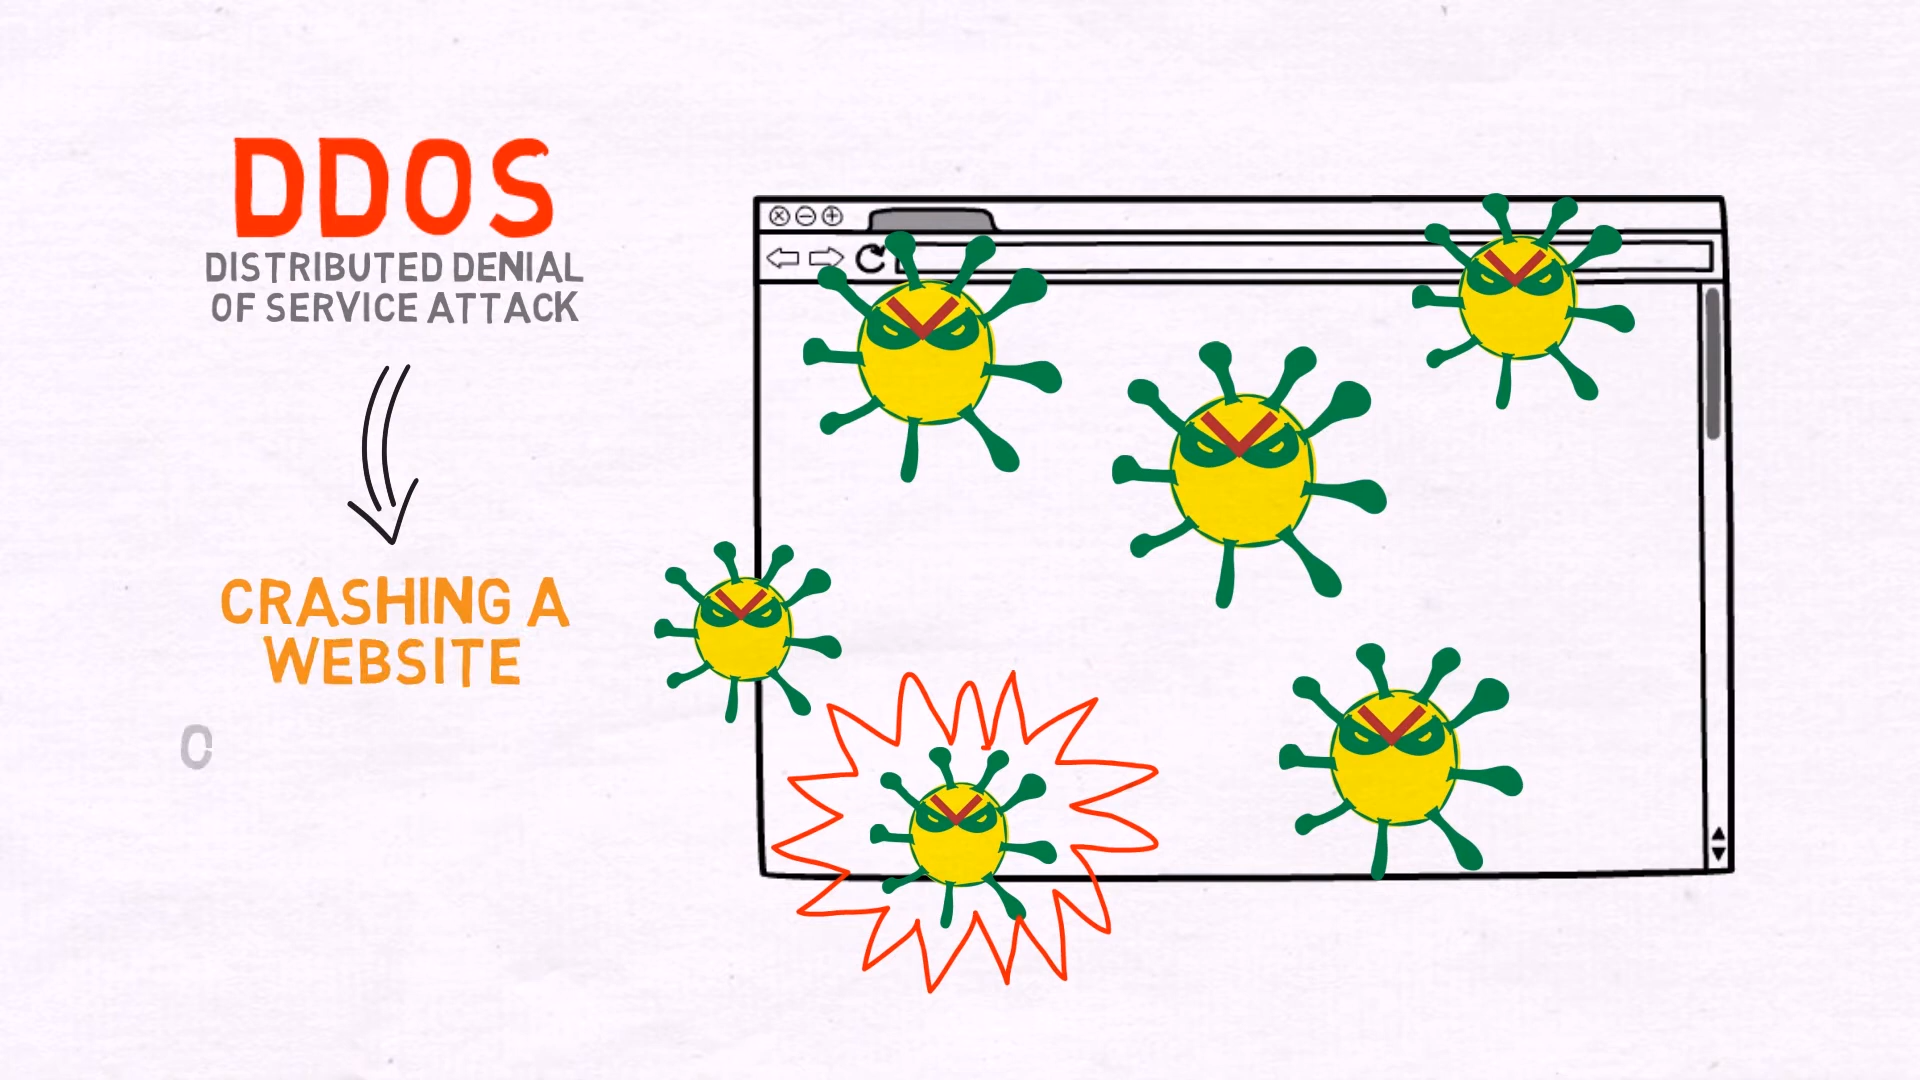 DDOS
DISTRIBUTED DENIAL
OF SERVICE ATTACK
CRASHING A
WEBSITE
O